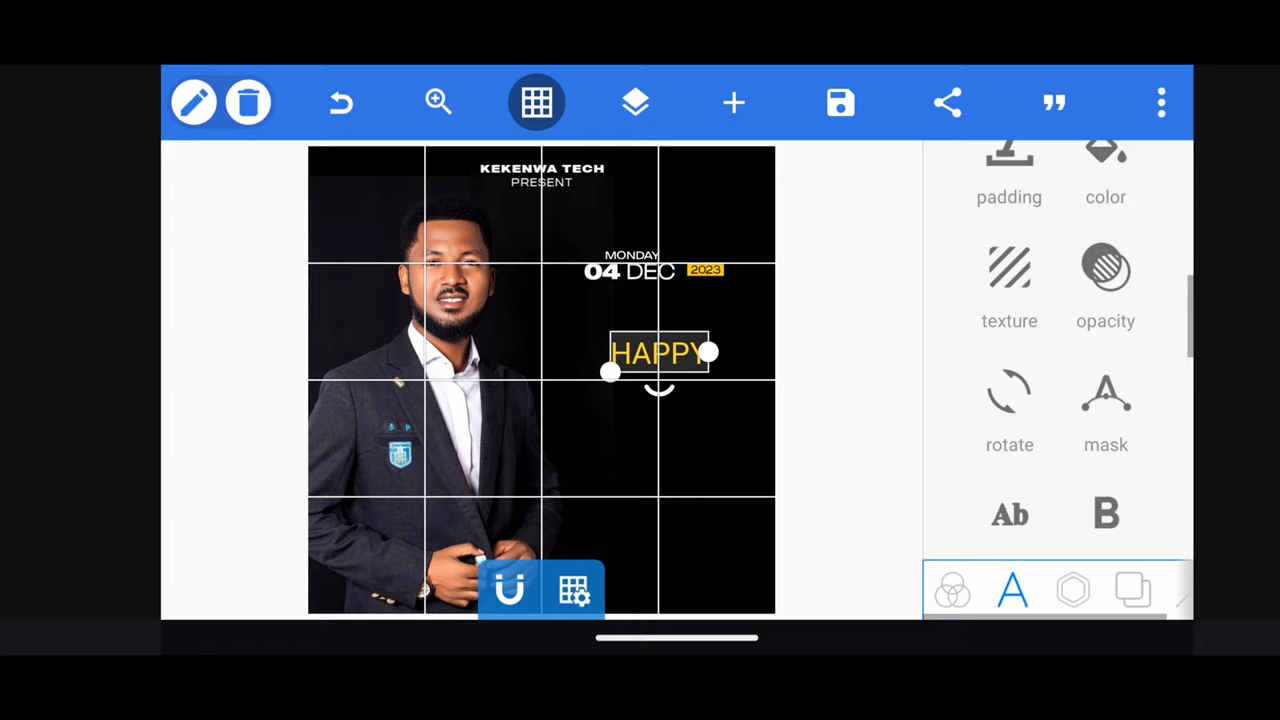 KEKENWA TECH
PRESENT
MONDAY
04 DEC 2023
HAPPY
padding
color
texture
opacity
rotate
mask
Ab
B
A